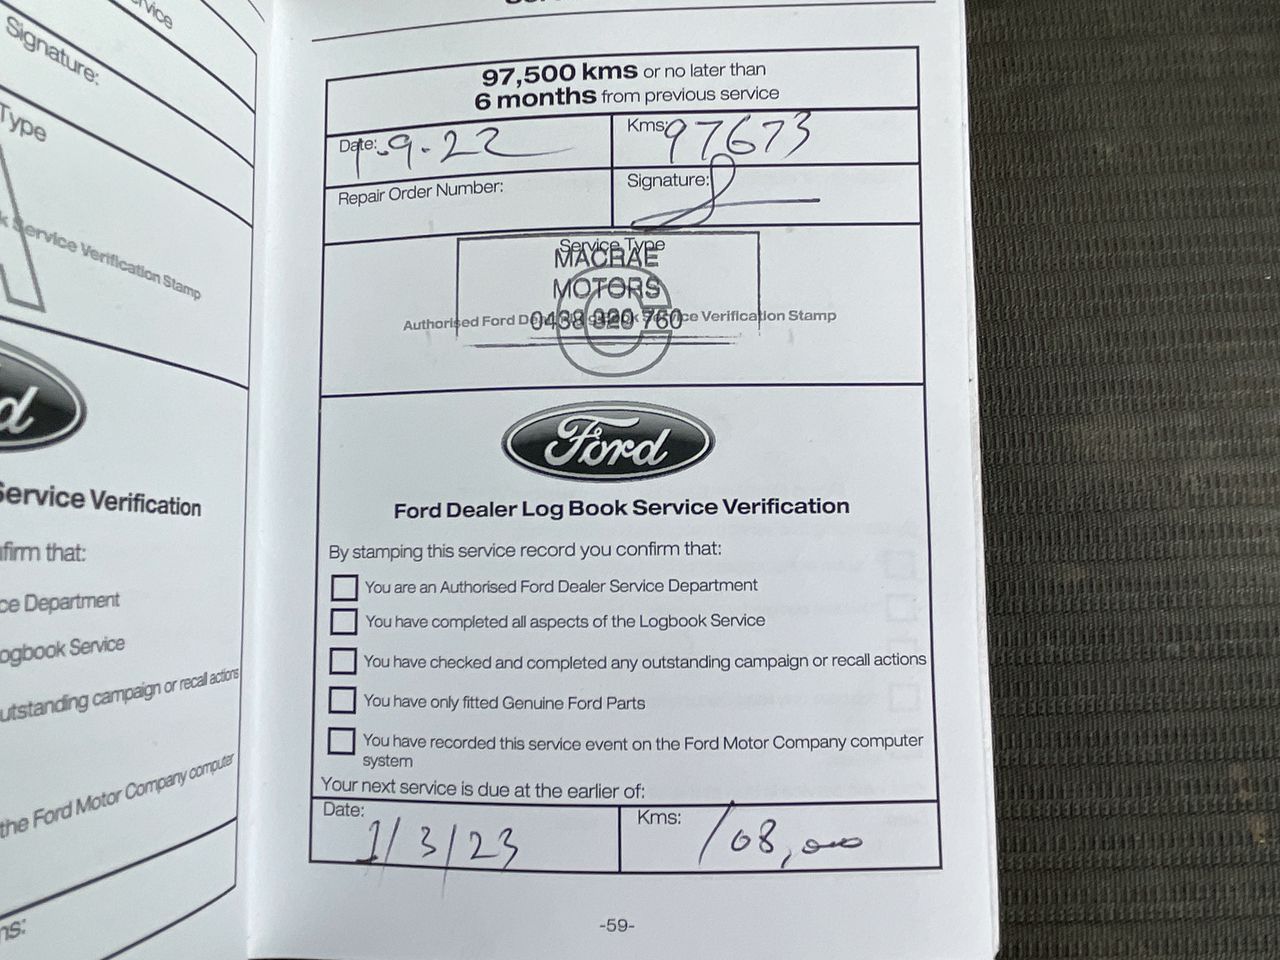 rvice
Signature:
Type
A
k Service Verification Stamp
d
Service Verification
nfirm that:
ce Department
ogbook Service
utstanding campaign or recall actions
the Ford Motor Company computer
ns:
97,500 kms or no later than
6 months from previous service
Date: 1-9-22
Kms: 97673
Repair Order Number:
Signature:
Service Type
MACRAE
MOTORS
0438 829 760
C
Authorised Ford Dealer Log Book Service Verification Stamp
Ford
Ford Dealer Log Book Service Verification
By stamping this service record you confirm that:
You are an Authorised Ford Dealer Service Department
You have completed all aspects of the Logbook Service
You have checked and completed any outstanding campaign or recall actions
You have only fitted Genuine Ford Parts
You have recorded this service event on the Ford Motor Company computer
system
Your next service is due at the earlier of:
Date: 1/3/23
Kms: 108,000
-59-